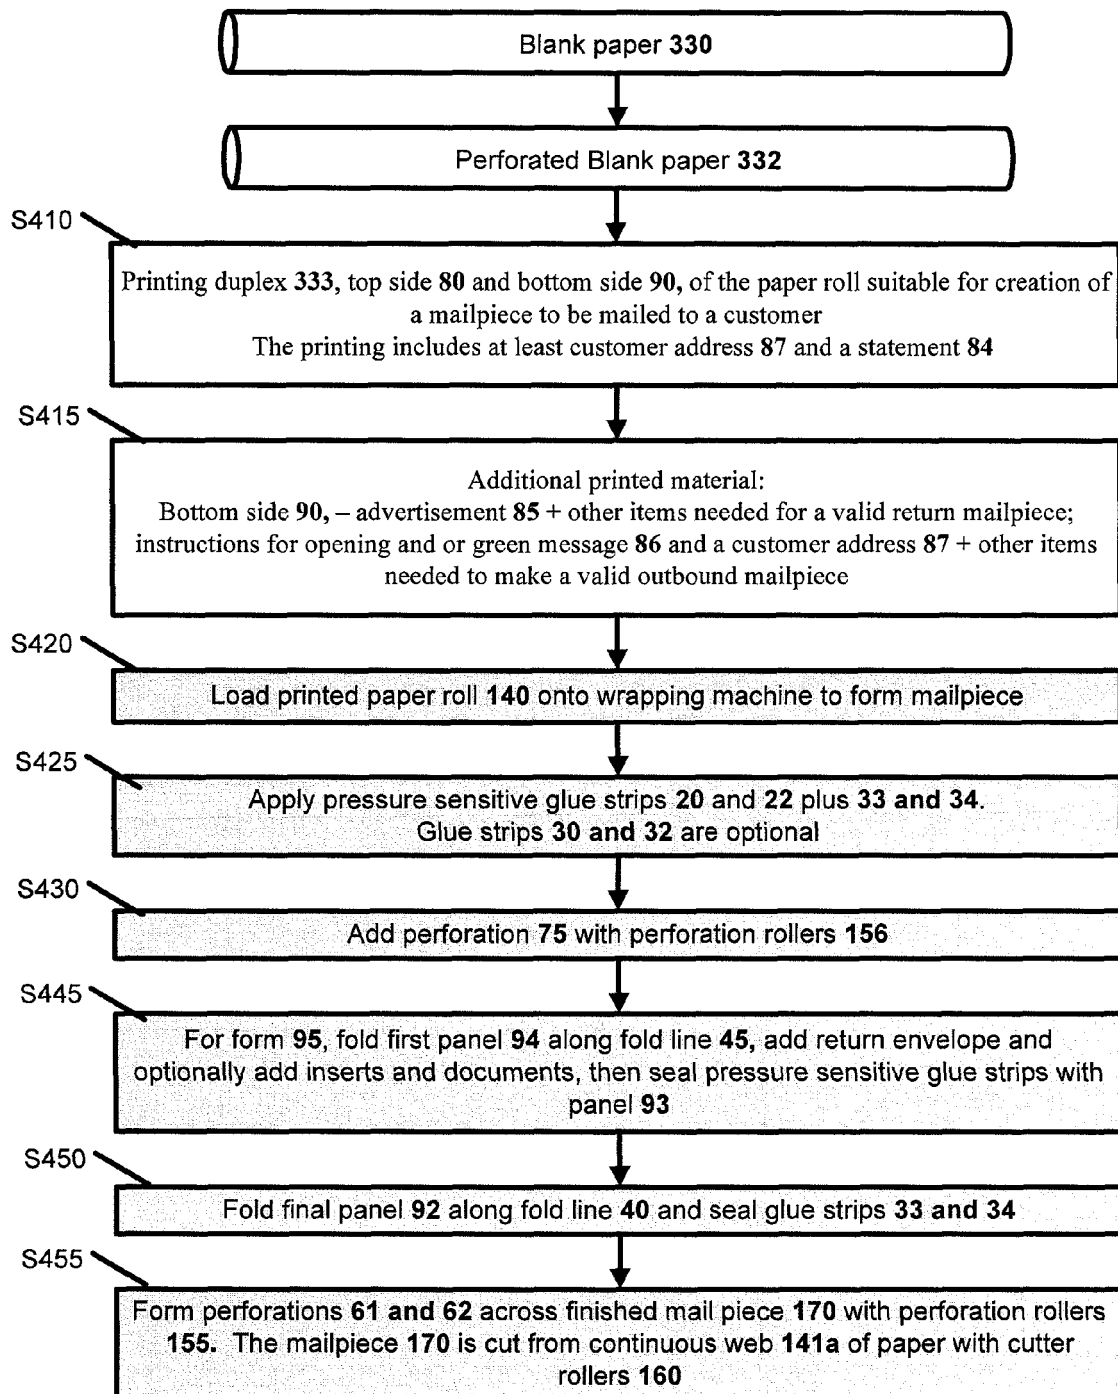 Blank paper 330
Perforated Blank paper 332
S410
Printing duplex 333, top side 80 and bottom side 90, of the paper roll suitable for creation of
a mailpiece to be mailed to a customer
The printing includes at least customer address 87 and a statement 84
S415
Additional printed material:
Bottom side 90, – advertisement 85 + other items needed for a valid return mailpiece;
instructions for opening and or green message 86 and a customer address 87 + other items
needed to make a valid outbound mailpiece
S420
Load printed paper roll 140 onto wrapping machine to form mailpiece
S425
Apply pressure sensitive glue strips 20 and 22 plus 33 and 34.
Glue strips 30 and 32 are optional
S430
Add perforation 75 with perforation rollers 156
S445
For form 95, fold first panel 94 along fold line 45, add return envelope and
optionally add inserts and documents, then seal pressure sensitive glue strips with
panel 93
S450
Fold final panel 92 along fold line 40 and seal glue strips 33 and 34
S455
Form perforations 61 and 62 across finished mail piece 170 with perforation rollers
155. The mailpiece 170 is cut from continuous web 141a of paper with cutter
rollers 160